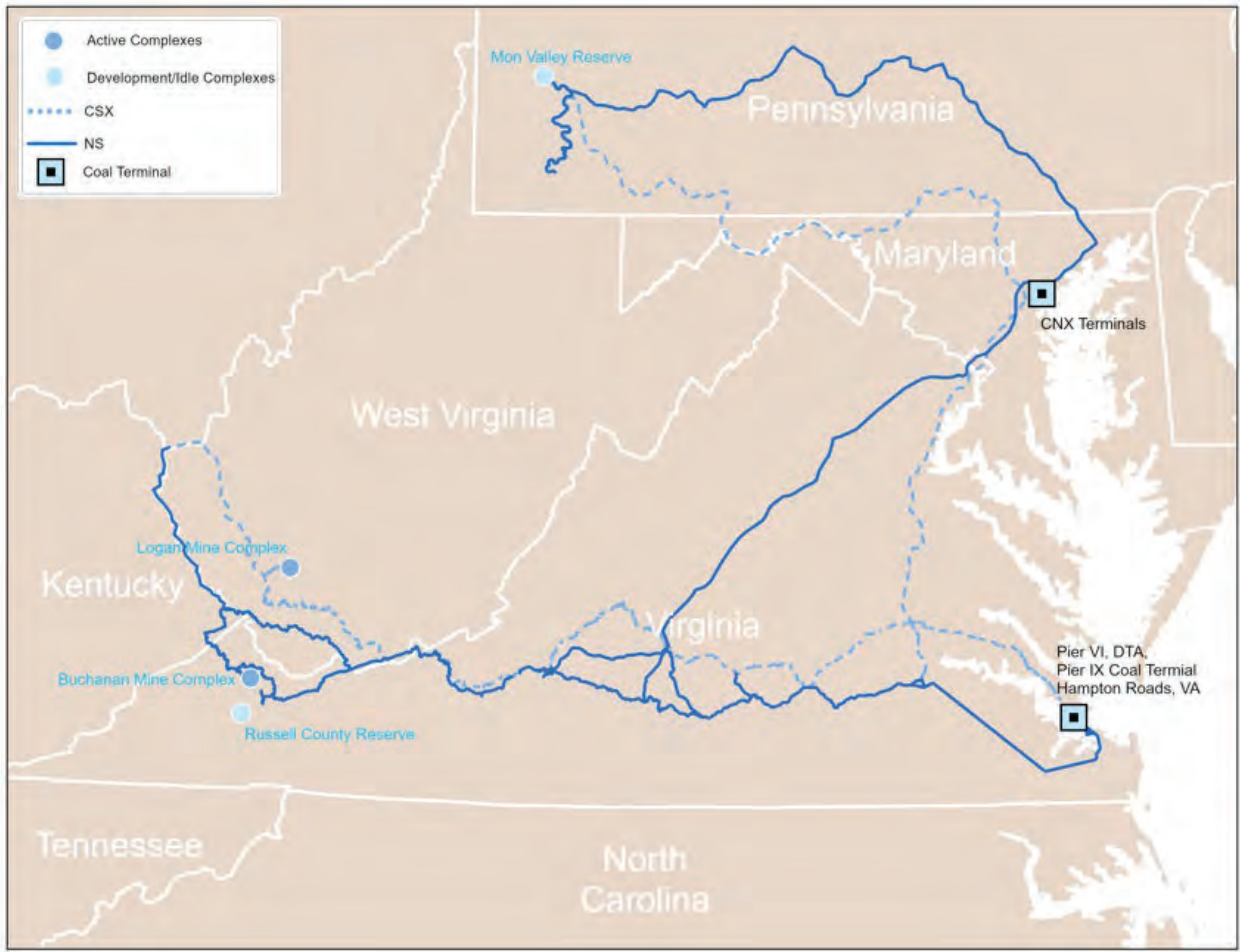 Active Complexes
Development/Idle Complexes
CSX
NS
Coal Terminal
Mon Valley Reserve
Pennsylvania
Maryland
CNX Terminals
West Virginia
Logan Mine Complex
Kentucky
Virginia
Pier VI, DTA,
Pier IX Coal Termial
Hampton Roads, VA
Buchanan Mine Complex
Russell County Reserve
Tennessee
North
Carolina